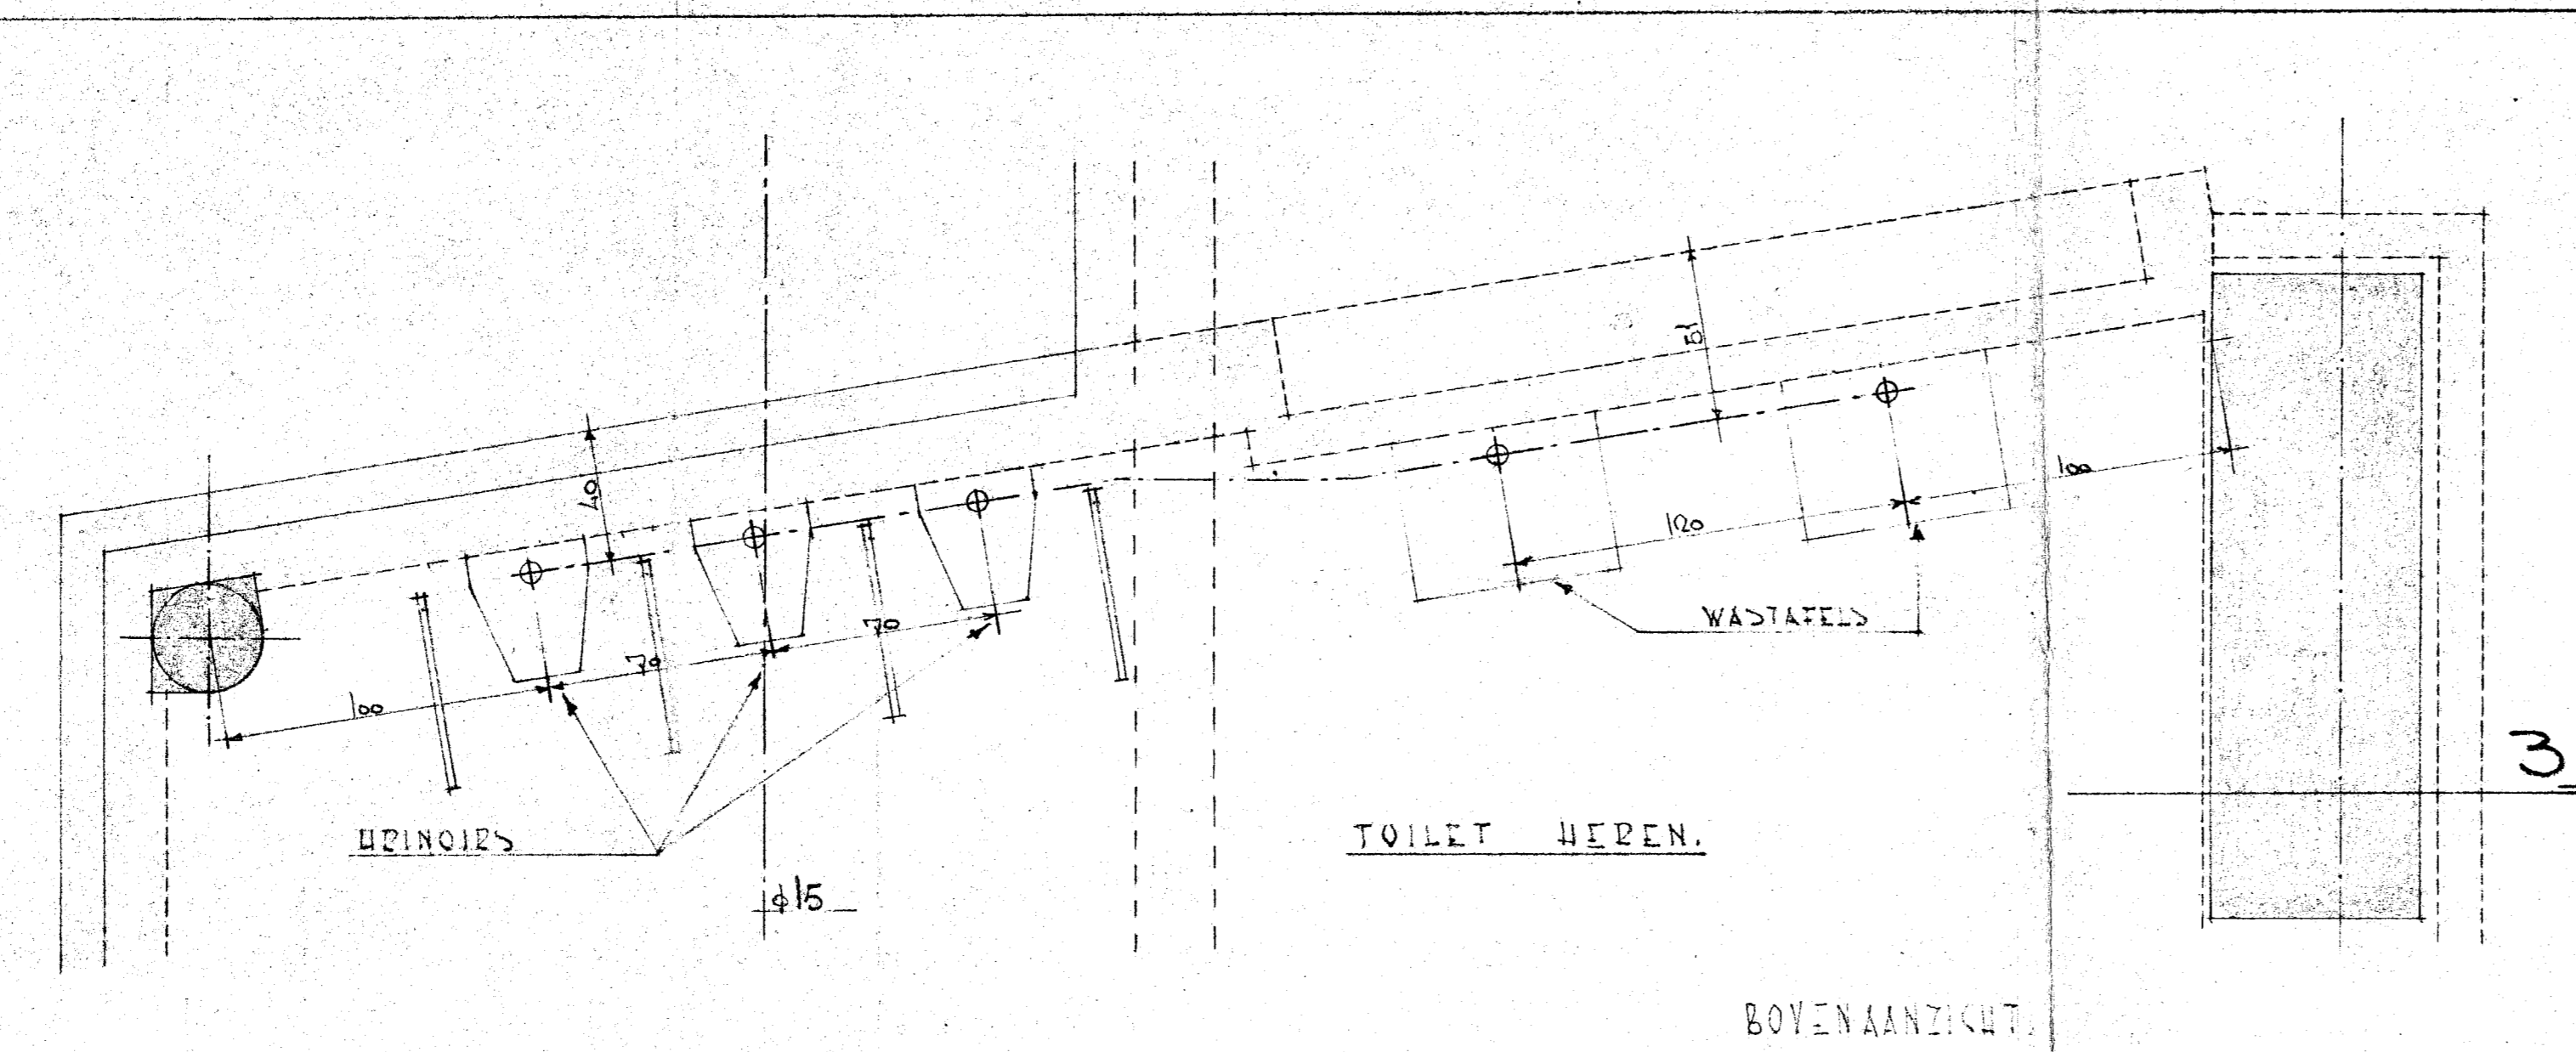 51
40
100
120
70
70
100
WASTAFELS
3
URINOIRS
TOILET HEREN.
φ15
BOVENAANZICHT.